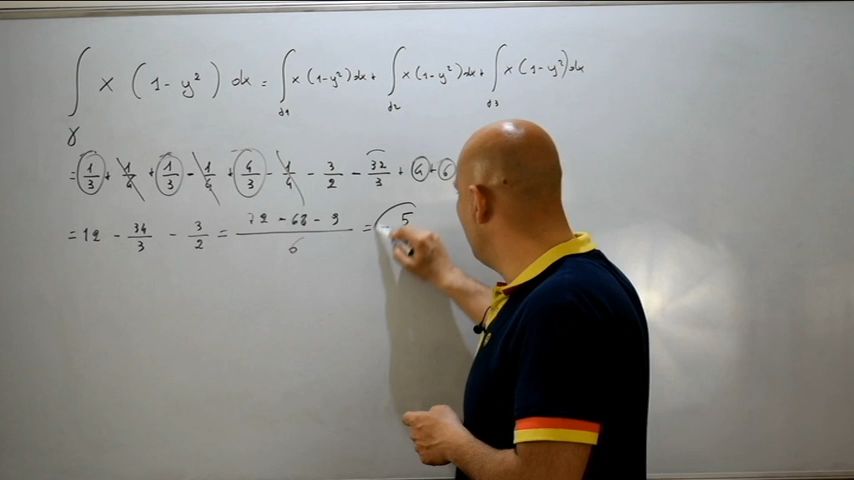 ∫ x (1 - y²) dx = ∫ x (1 - y²) dx + ∫ x (1 - y²) dx + ∫ x (1 - y²) dx
γ γ1 γ2 γ3
= 1/3 + 1/4 + 1/3 - 1/4 + 4/3 - 1/4 - 3/2 - 32/3 + 4 + 6
= 12 - 34/3 - 3/2 = (72 - 68 - 9)/6 = - 5